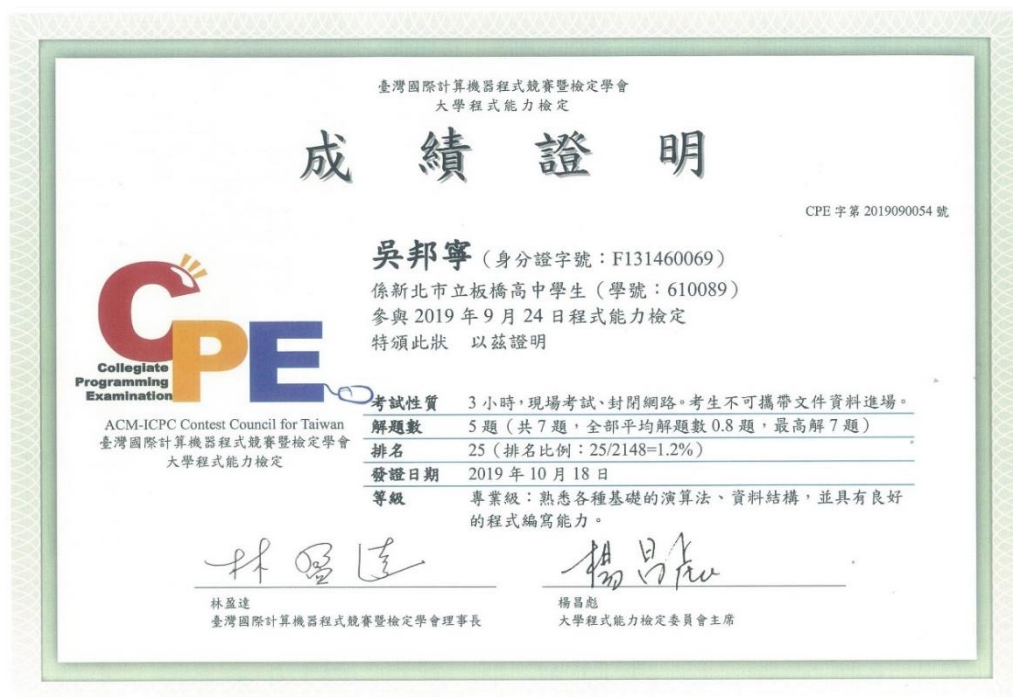 臺灣國際計算機器程式競賽暨檢定學會
大學程式能力檢定
成績證明
CPE 字第 2019090054 號
吳邦寧（身分證字號：F131460069）
係新北市立板橋高中學生（學號：610089）
參與 2019 年 9 月 24 日程式能力檢定
特頒此狀 以茲證明
CPE
Collegiate
Programming
Examination
ACM-ICPC Contest Council for Taiwan
臺灣國際計算機器程式競賽暨檢定學會
大學程式能力檢定
考試性質 3 小時，現場考試、封閉網路。考生不可攜帶文件資料進場。
解題數 5 題（共 7 題，全部平均解題數 0.8 題，最高解 7 題）
排名 25（排名比例：25/2148=1.2%）
發證日期 2019 年 10 月 18 日
等級 專業級：熟悉各種基礎的演算法、資料結構，並具有良好
的程式編寫能力。
林盈達
楊昌彪
林盈達
臺灣國際計算機器程式競賽暨檢定學會理事長
楊昌彪
大學程式能力檢定委員會主席